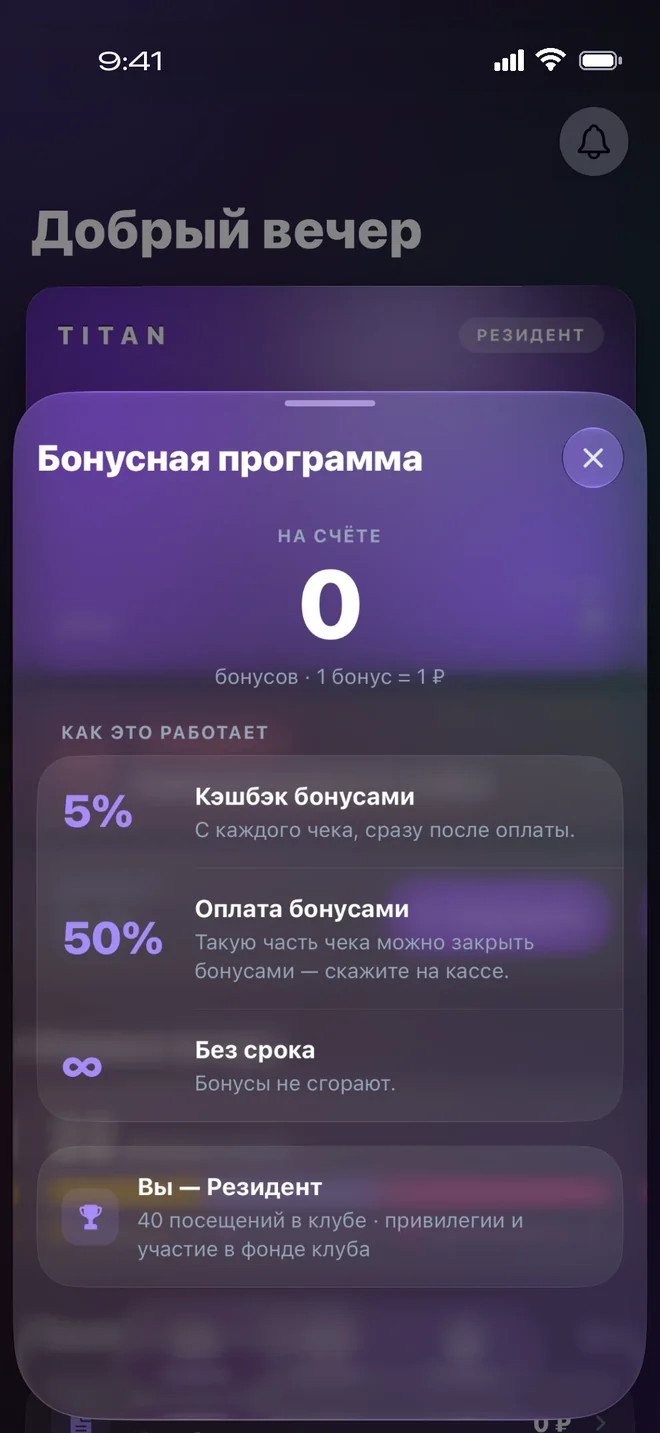 9:41
Добрый вечер
TITAN
РЕЗИДЕНТ
Бонусная программа
НА СЧЁТЕ
0
бонусов · 1 бонус = 1 ₽
КАК ЭТО РАБОТАЕТ
5%
Кэшбэк бонусами
С каждого чека, сразу после оплаты.
50%
Оплата бонусами
Такую часть чека можно закрыть
бонусами — скажите на кассе.
∞
Без срока
Бонусы не сгорают.
Вы — Резидент
40 посещений в клубе · привилегии и
участие в фонде клуба
0 ₽